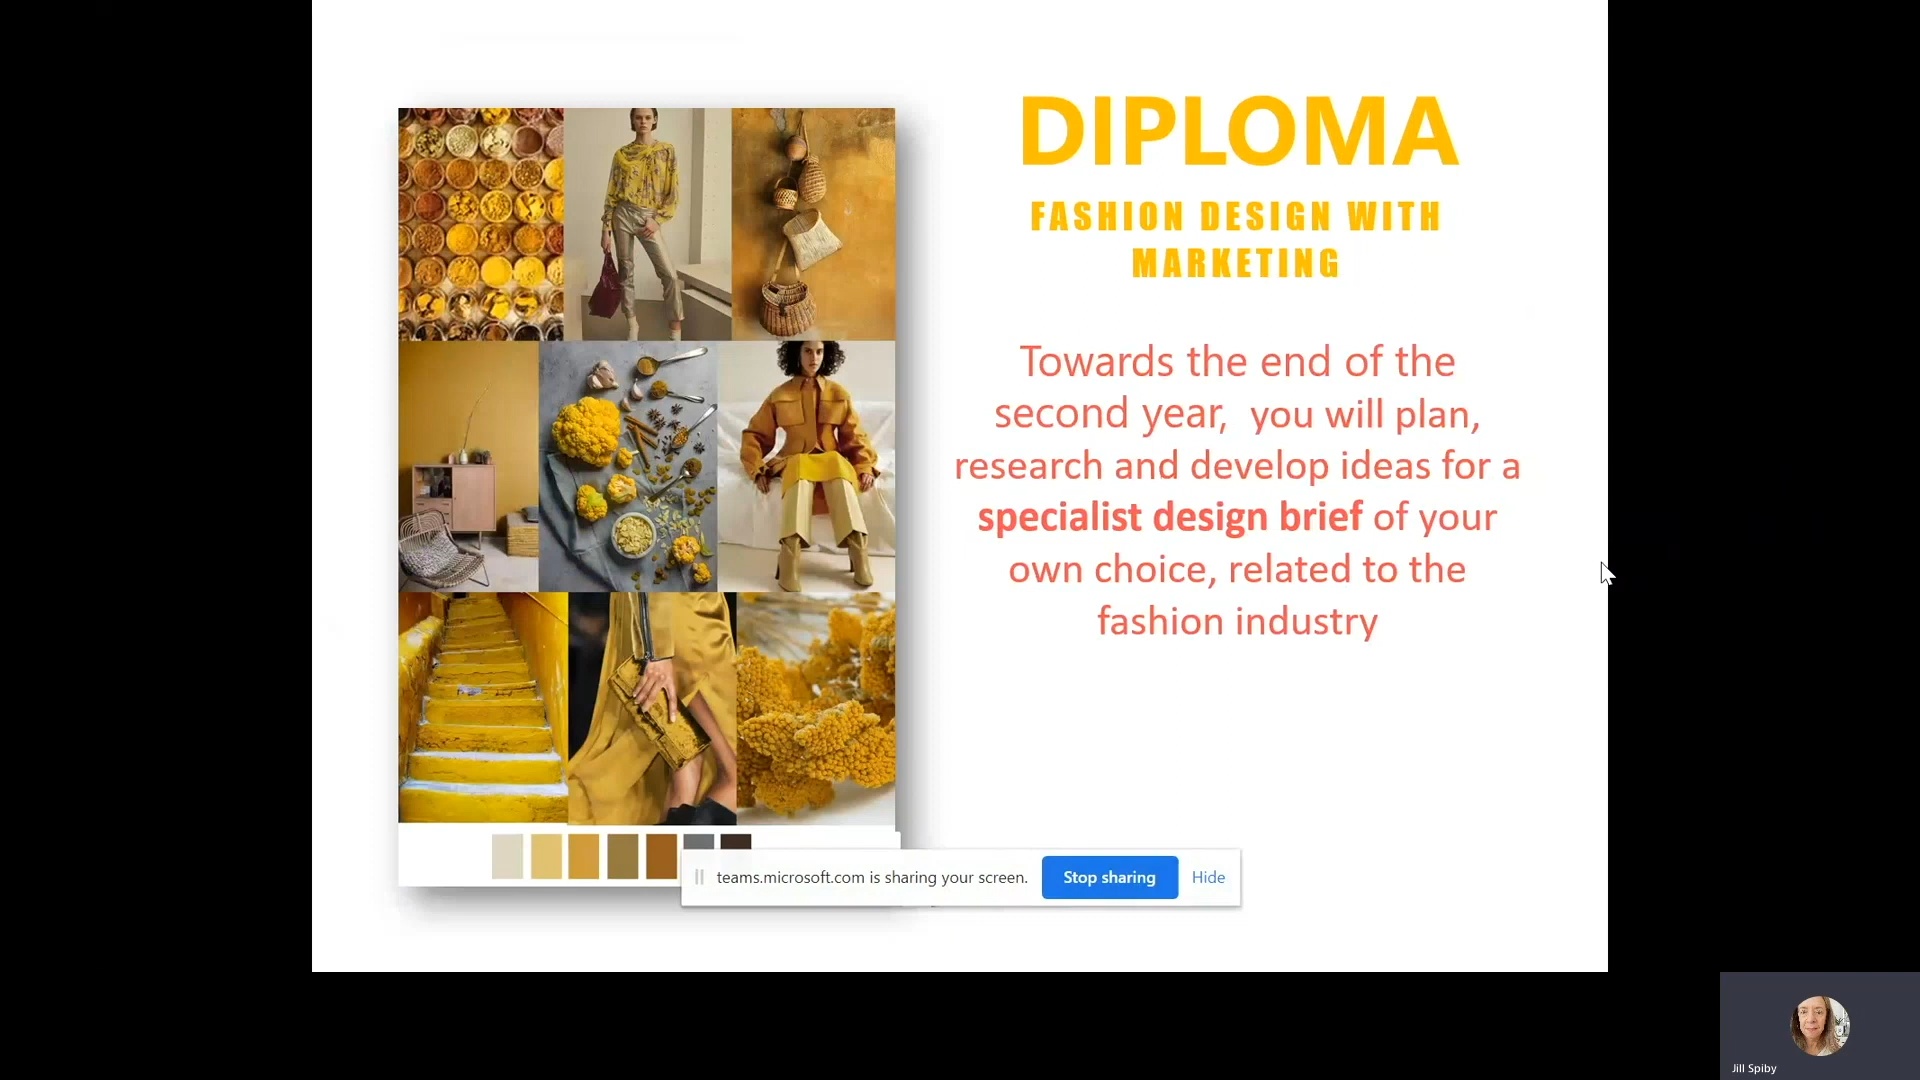 DIPLOMA
FASHION DESIGN WITH
MARKETING
Towards the end of the
second year, you will plan,
research and develop ideas for a
specialist design brief of your
own choice, related to the
fashion industry
teams.microsoft.com is sharing your screen.
Stop sharing
Hide
Jill Spiby